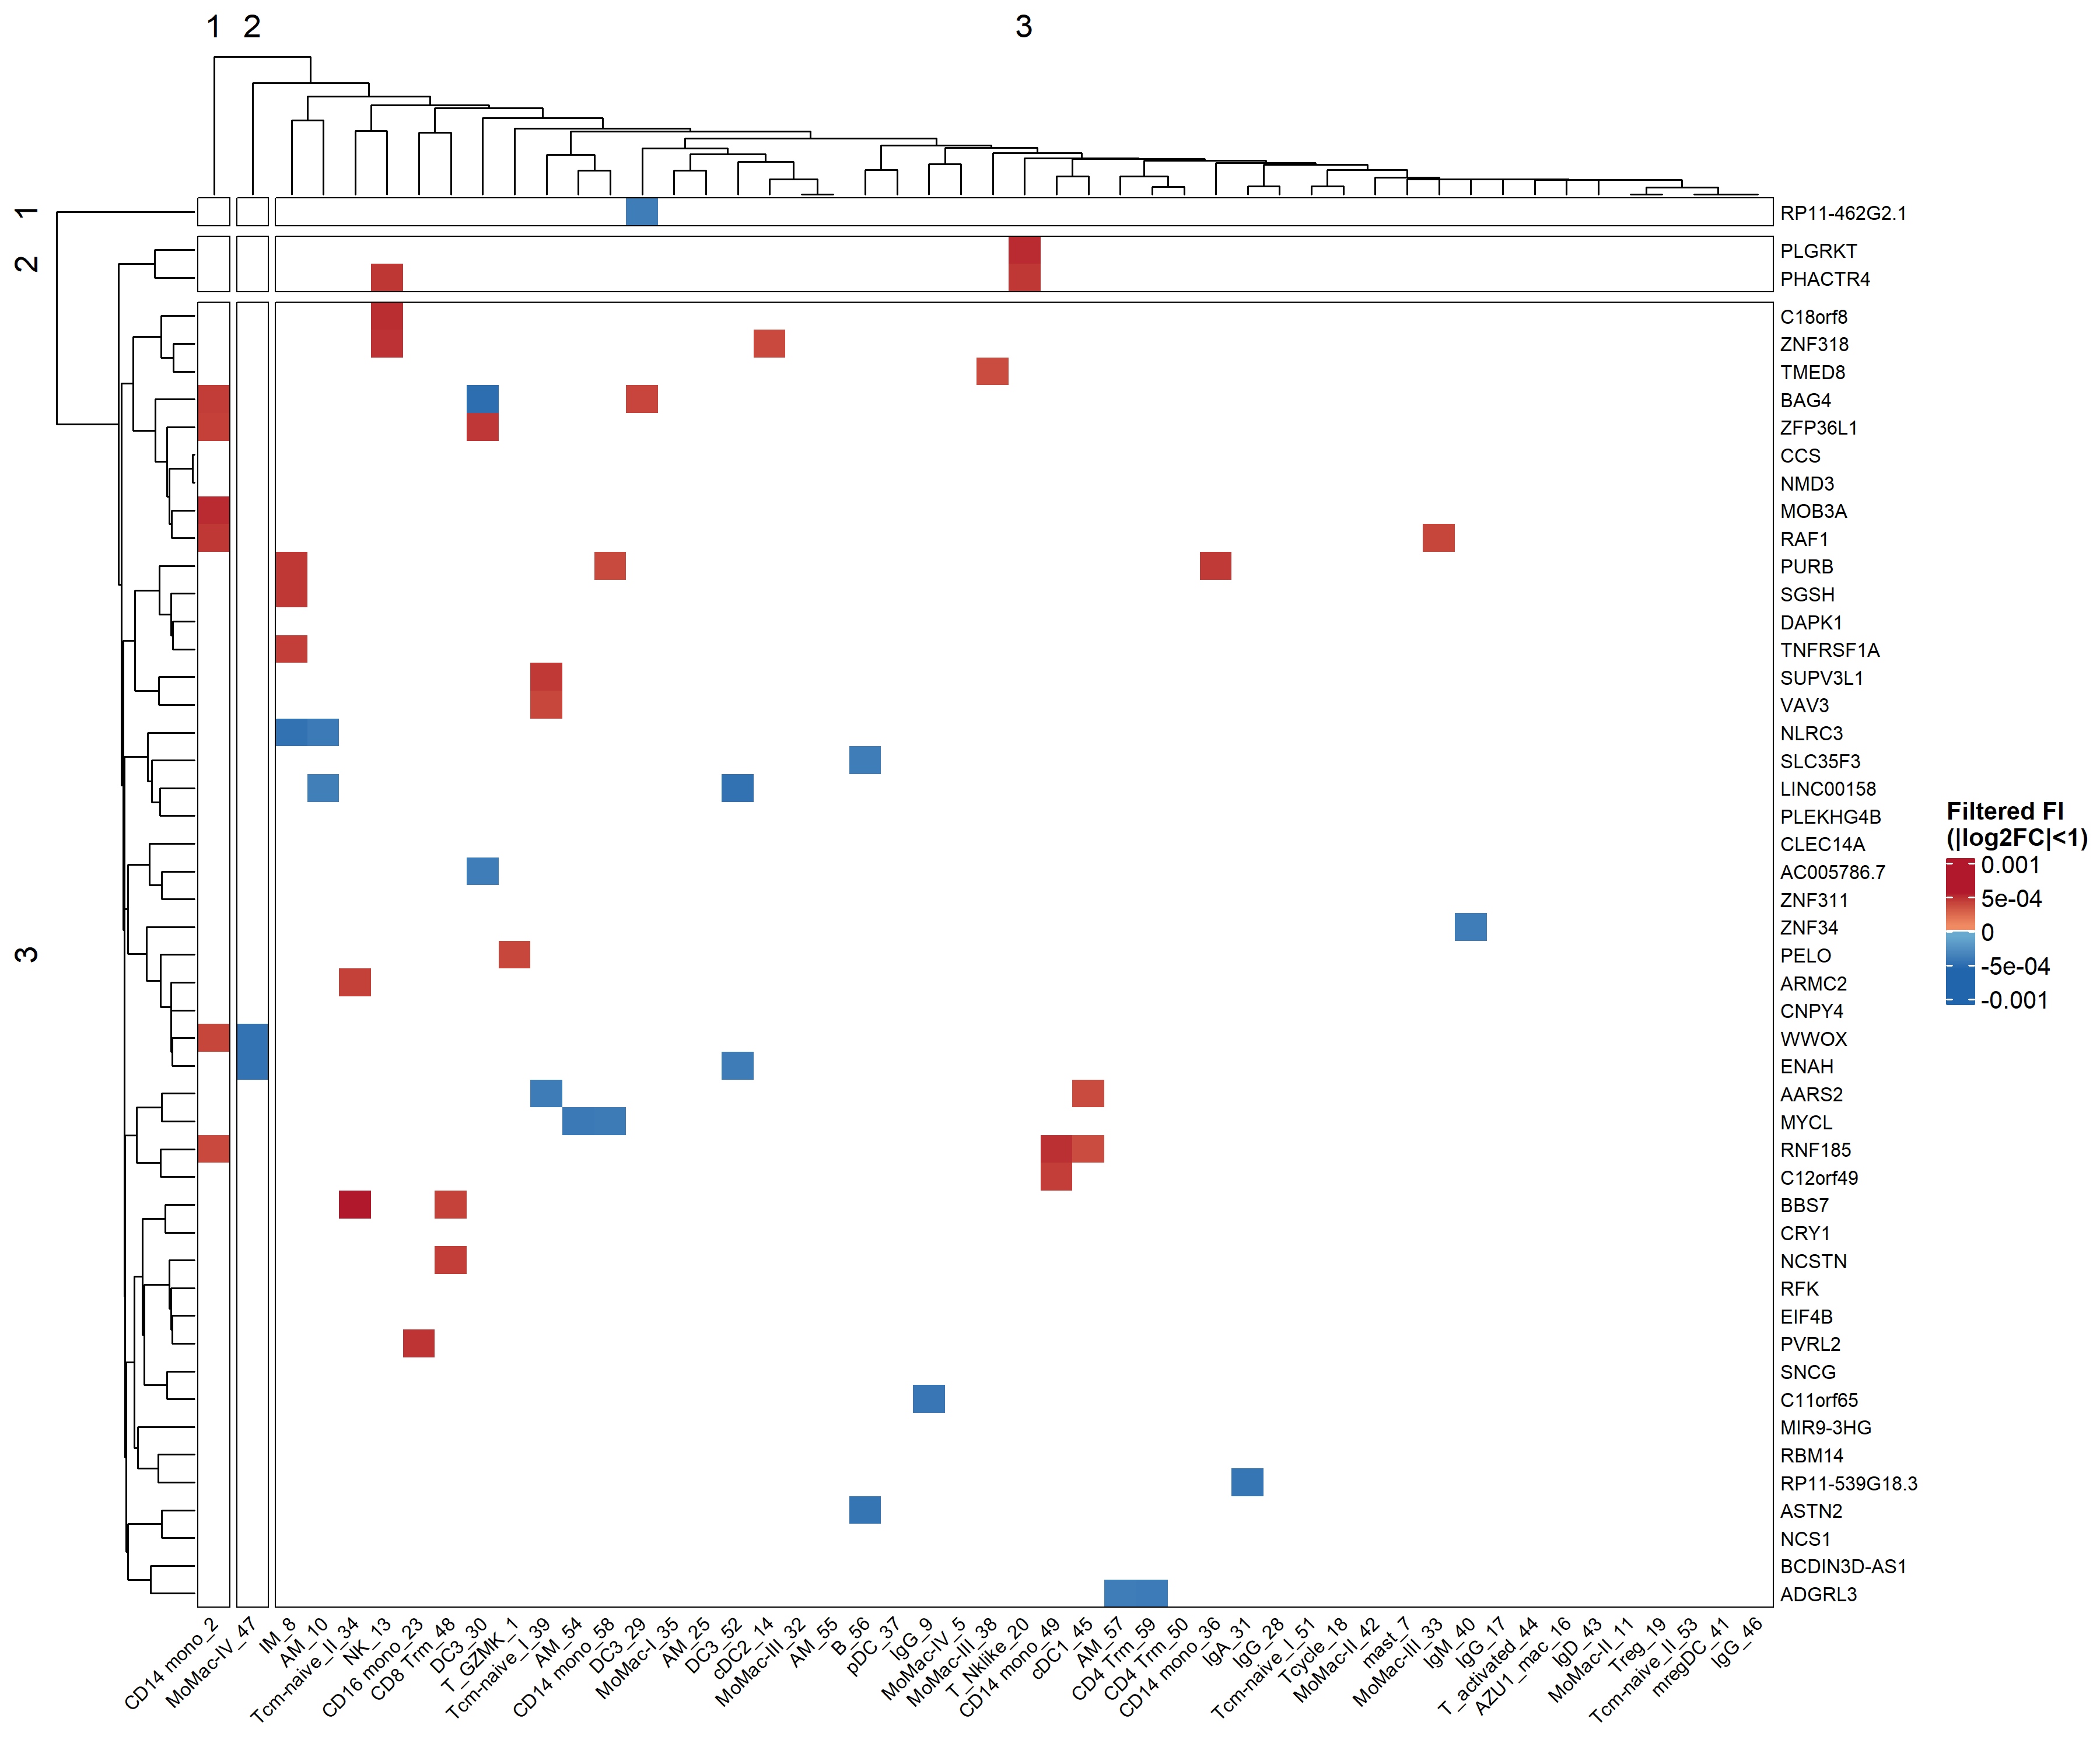 1 2 3
1
2
3
RP11-462G2.1
PLGRKT
PHACTR4
C18orf8
ZNF318
TMED8
BAG4
ZFP36L1
CCS
NMD3
MOB3A
RAF1
PURB
SGSH
DAPK1
TNFRSF1A
SUPV3L1
VAV3
NLRC3
SLC35F3
LINC00158
PLEKHG4B
CLEC14A
AC005786.7
ZNF311
ZNF34
PELO
ARMC2
CNPY4
WWOX
ENAH
AARS2
MYCL
RNF185
C12orf49
BBS7
CRY1
NCSTN
RFK
EIF4B
PVRL2
SNCG
C11orf65
MIR9-3HG
RBM14
RP11-539G18.3
ASTN2
NCS1
BCDIN3D-AS1
ADGRL3
Filtered FI
(|log2FC|<1)
0.001
5e-04
0
-5e-04
-0.001
CD14 mono_2
MoMac-IV_47
IM_8
AM_10
Tcm-naive_II_34
NK_13
CD16 mono_23
CD8 Trm_48
DC3_30
T_GZMK_1
Tcm-naive_I_39
AM_54
CD14 mono_58
DC3_29
MoMac-I_35
AM_25
DC3_52
cDC2_14
MoMac-III_32
AM_55
B_56
pDC_37
IgG_9
MoMac-IV_5
MoMac-III_38
T_Nklike_20
CD14 mono_49
cDC1_45
AM_57
CD4 Trm_59
CD4 Trm_50
CD14 mono_36
IgA_31
IgG_28
Tcm-naive_I_51
Tcycle_18
MoMac-II_42
mast_7
MoMac-III_33
IgM_40
IgG_17
T_activated_44
AZU1_mac_16
IgD_43
MoMac-II_11
Treg_19
Tcm-naive_II_53
mregDC_41
IgG_46